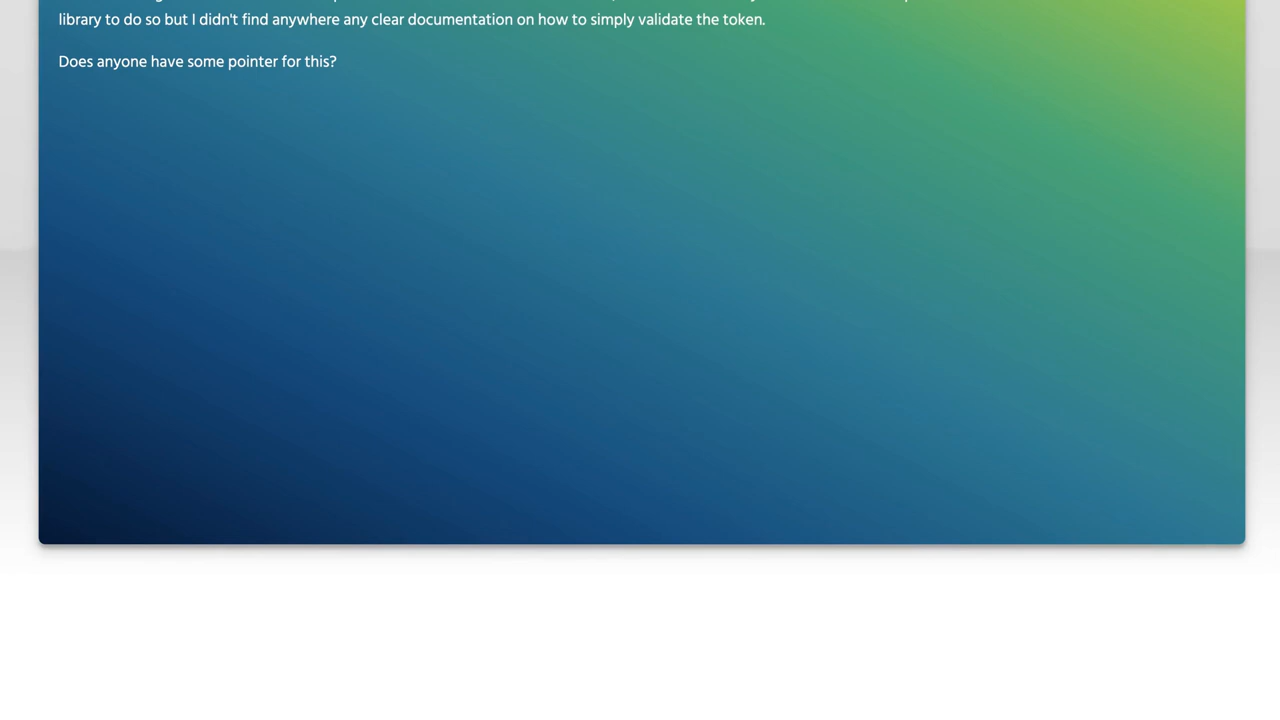 library to do so but I didn't find anywhere any clear documentation on how to simply validate the token.
Does anyone have some pointer for this?